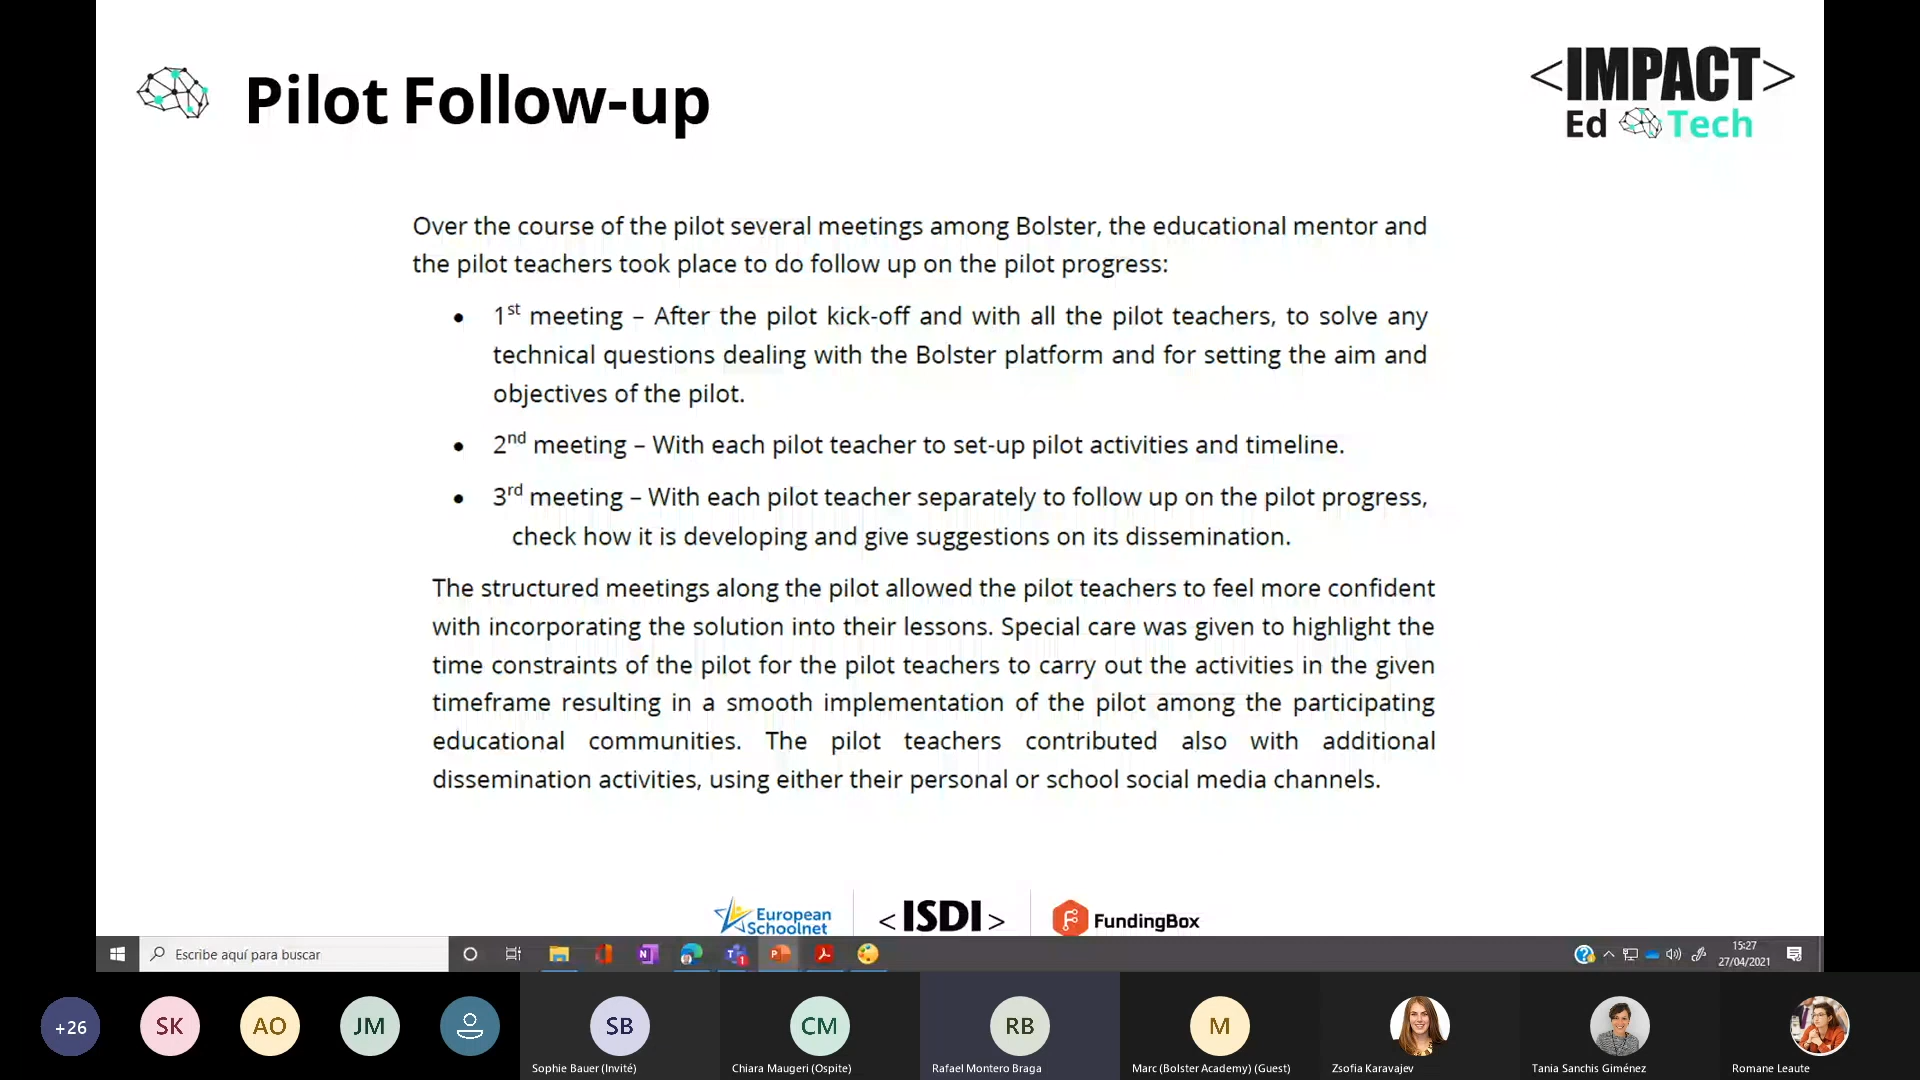 Pilot Follow-up
<IMPACT>
Ed Tech
Over the course of the pilot several meetings among Bolster, the educational mentor and
the pilot teachers took place to do follow up on the pilot progress:
• 1st meeting – After the pilot kick-off and with all the pilot teachers, to solve any
technical questions dealing with the Bolster platform and for setting the aim and
objectives of the pilot.
• 2nd meeting – With each pilot teacher to set-up pilot activities and timeline.
• 3rd meeting – With each pilot teacher separately to follow up on the pilot progress,
check how it is developing and give suggestions on its dissemination.
The structured meetings along the pilot allowed the pilot teachers to feel more confident
with incorporating the solution into their lessons. Special care was given to highlight the
time constraints of the pilot for the pilot teachers to carry out the activities in the given
timeframe resulting in a smooth implementation of the pilot among the participating
educational communities. The pilot teachers contributed also with additional
dissemination activities, using either their personal or school social media channels.
European
Schoolnet
<ISDI>
FundingBox
Escribe aquí para buscar
15:27
27/04/2021
+26
SK
AO
JM
SB
CM
RB
M
Sophie Bauer (Invité)
Chiara Maugeri (Ospite)
Rafael Montero Braga
Marc (Bolster Academy) (Guest)
Zsofia Karavajev
Tania Sanchis Giménez
Romane Leaute